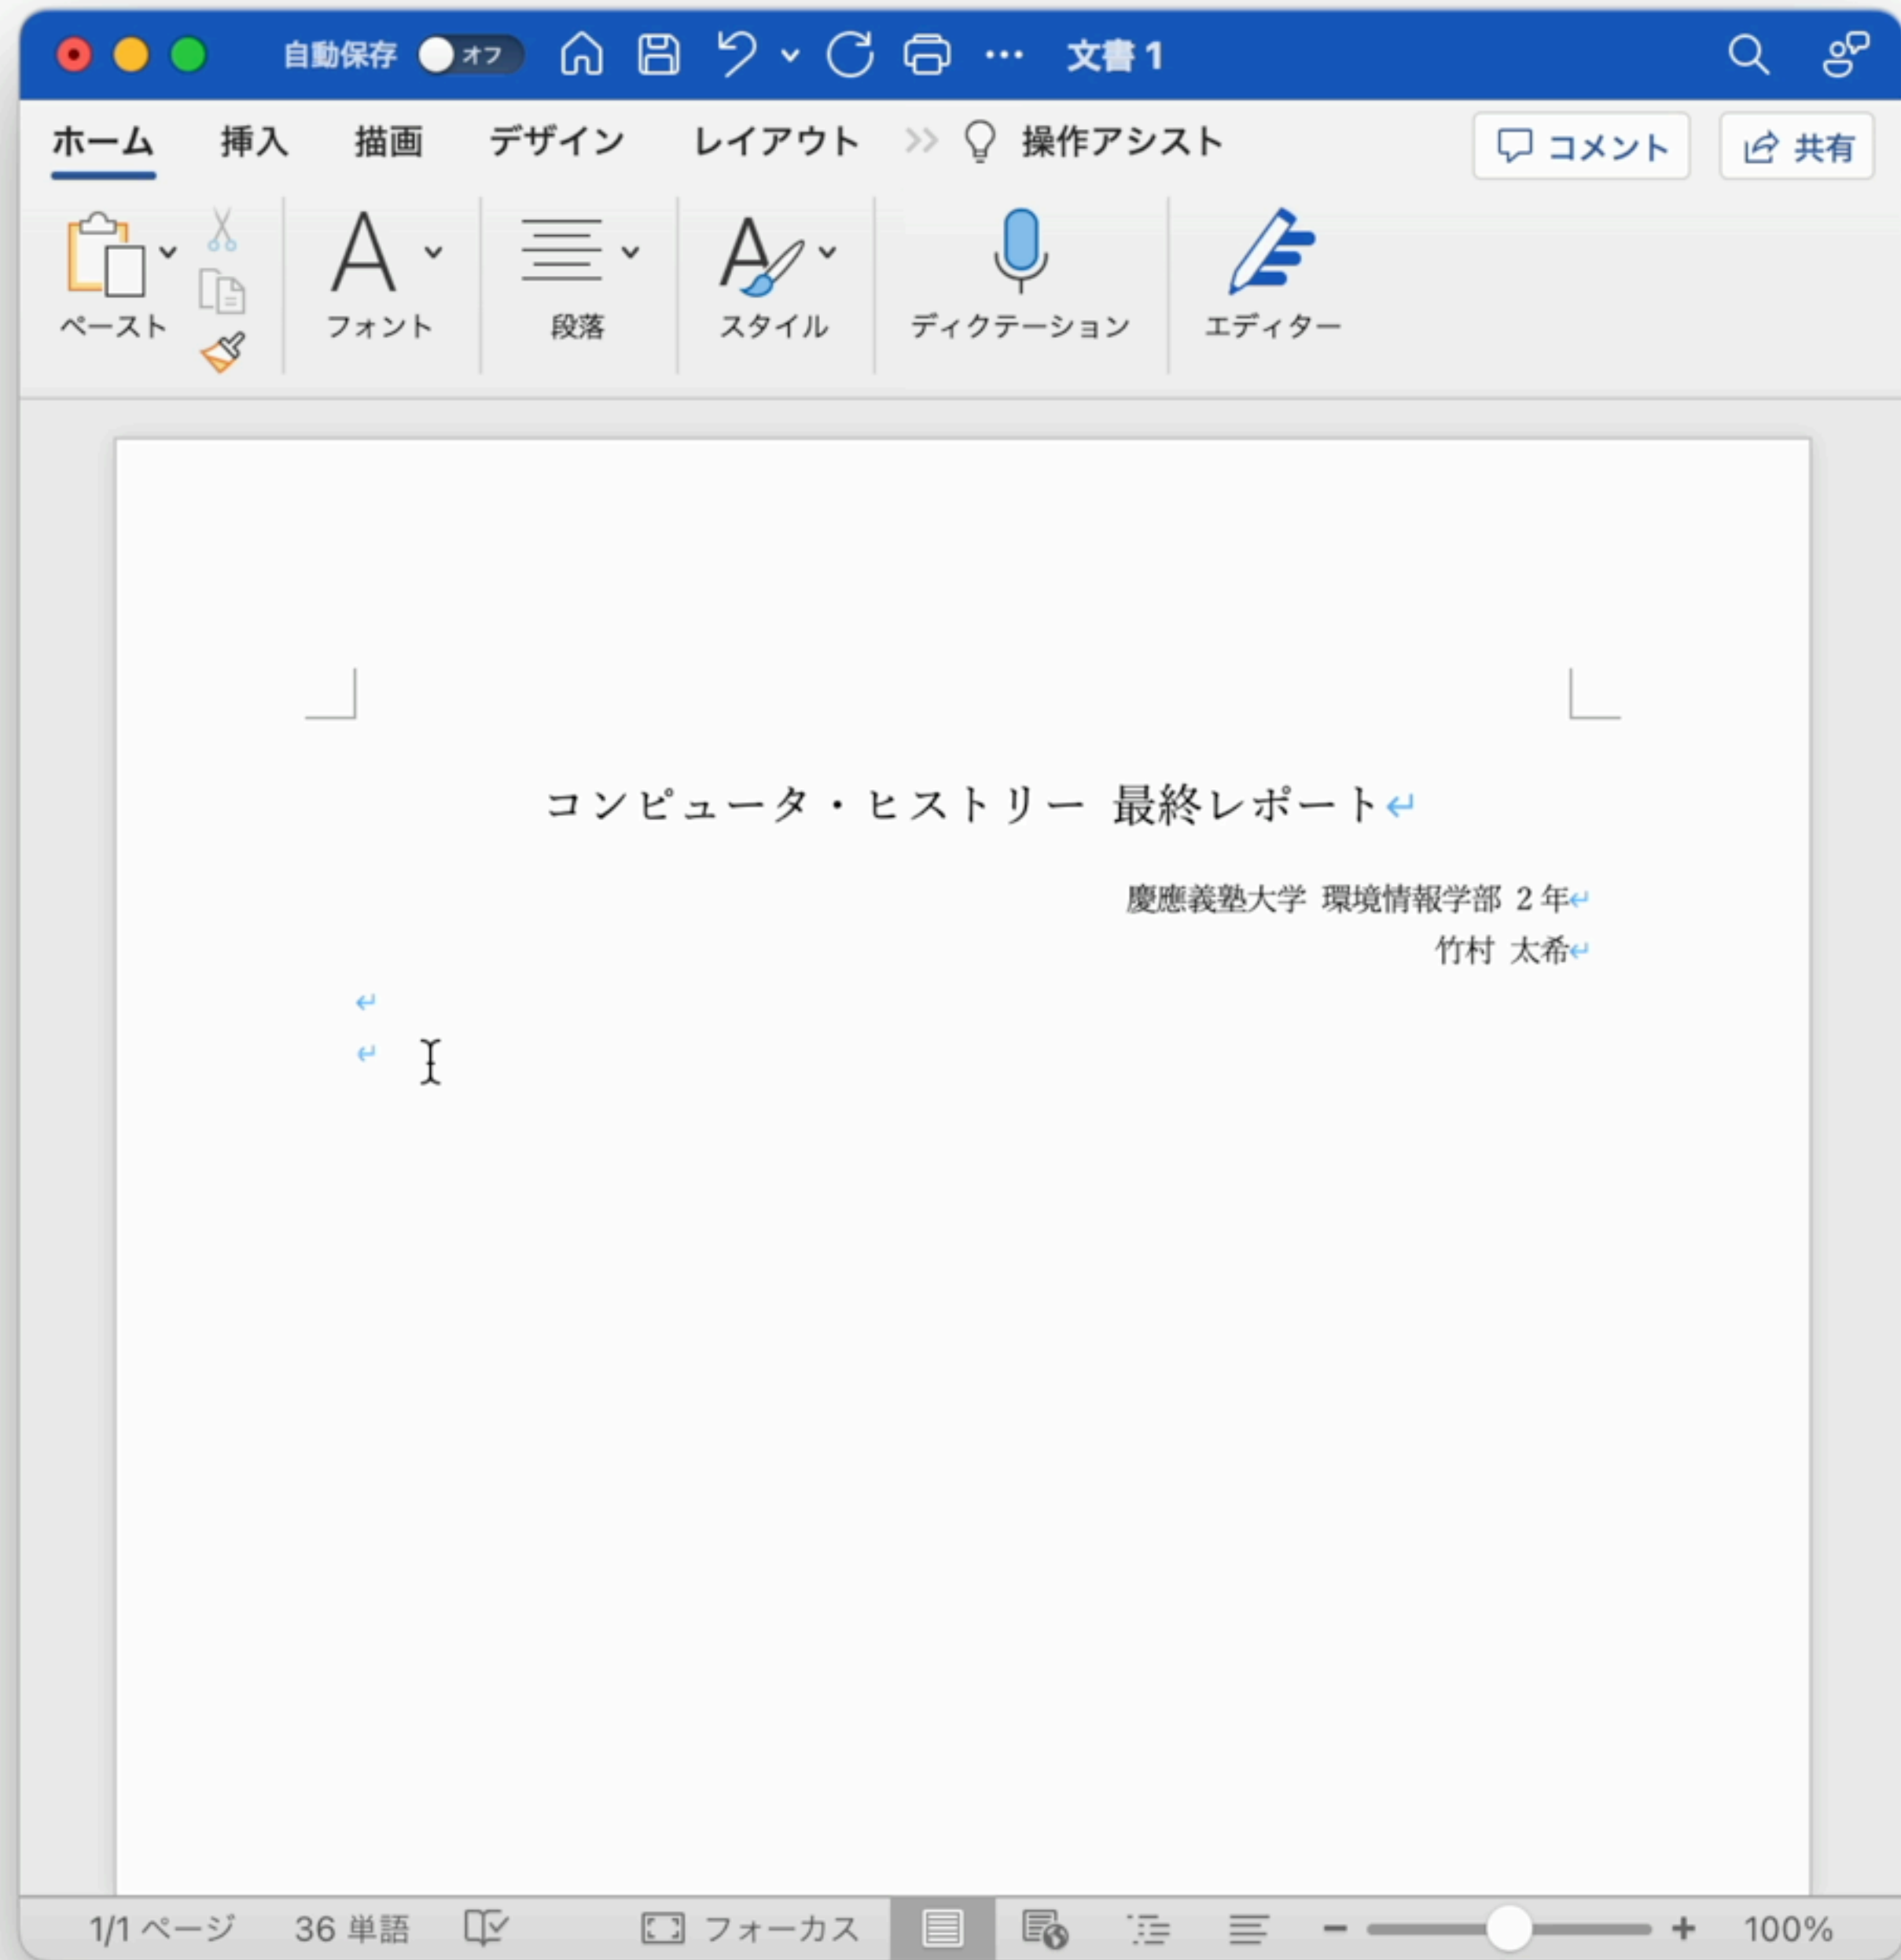 自動保存 オフ 文書 1
ホーム 挿入 描画 デザイン レイアウト 操作アシスト コメント 共有
ペースト フォント 段落 スタイル ディクテーション エディター
コンピュータ・ヒストリー 最終レポート
慶應義塾大学 環境情報学部 2 年
竹村 太希
1/1 ページ 36 単語 フォーカス 100%